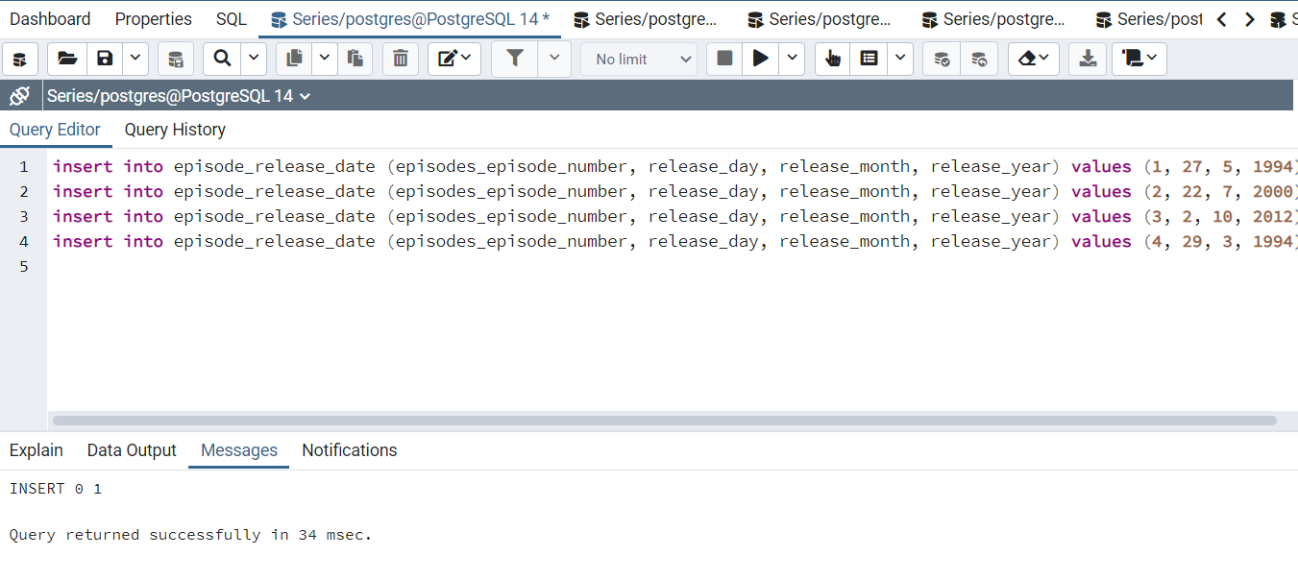 Dashboard Properties SQL Series/postgres@PostgreSQL 14 * Series/postgre... Series/postgre... Series/postgre... Series/post
No limit
Series/postgres@PostgreSQL 14
Query Editor Query History
1 insert into episode_release_date (episodes_episode_number, release_day, release_month, release_year) values (1, 27, 5, 1994)
2 insert into episode_release_date (episodes_episode_number, release_day, release_month, release_year) values (2, 22, 7, 2000)
3 insert into episode_release_date (episodes_episode_number, release_day, release_month, release_year) values (3, 2, 10, 2012)
4 insert into episode_release_date (episodes_episode_number, release_day, release_month, release_year) values (4, 29, 3, 1994)
5
Explain Data Output Messages Notifications
INSERT 0 1
Query returned successfully in 34 msec.